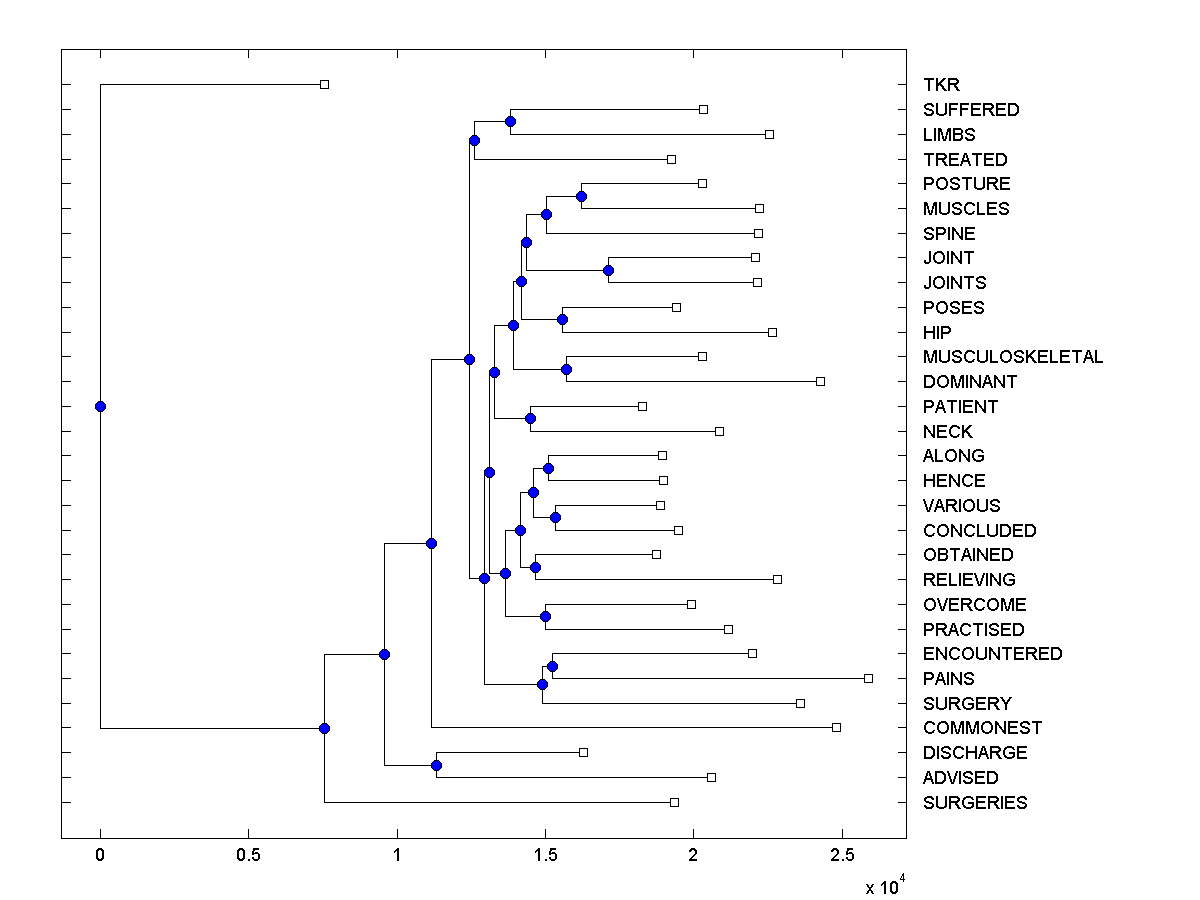 TKR
SUFFERED
LIMBS
TREATED
POSTURE
MUSCLES
SPINE
JOINT
JOINTS
POSES
HIP
MUSCULOSKELETAL
DOMINANT
PATIENT
NECK
ALONG
HENCE
VARIOUS
CONCLUDED
OBTAINED
RELIEVING
OVERCOME
PRACTISED
ENCOUNTERED
PAINS
SURGERY
COMMONEST
DISCHARGE
ADVISED
SURGERIES
0 0.5 1 1.5 2 2.5
x 10^4